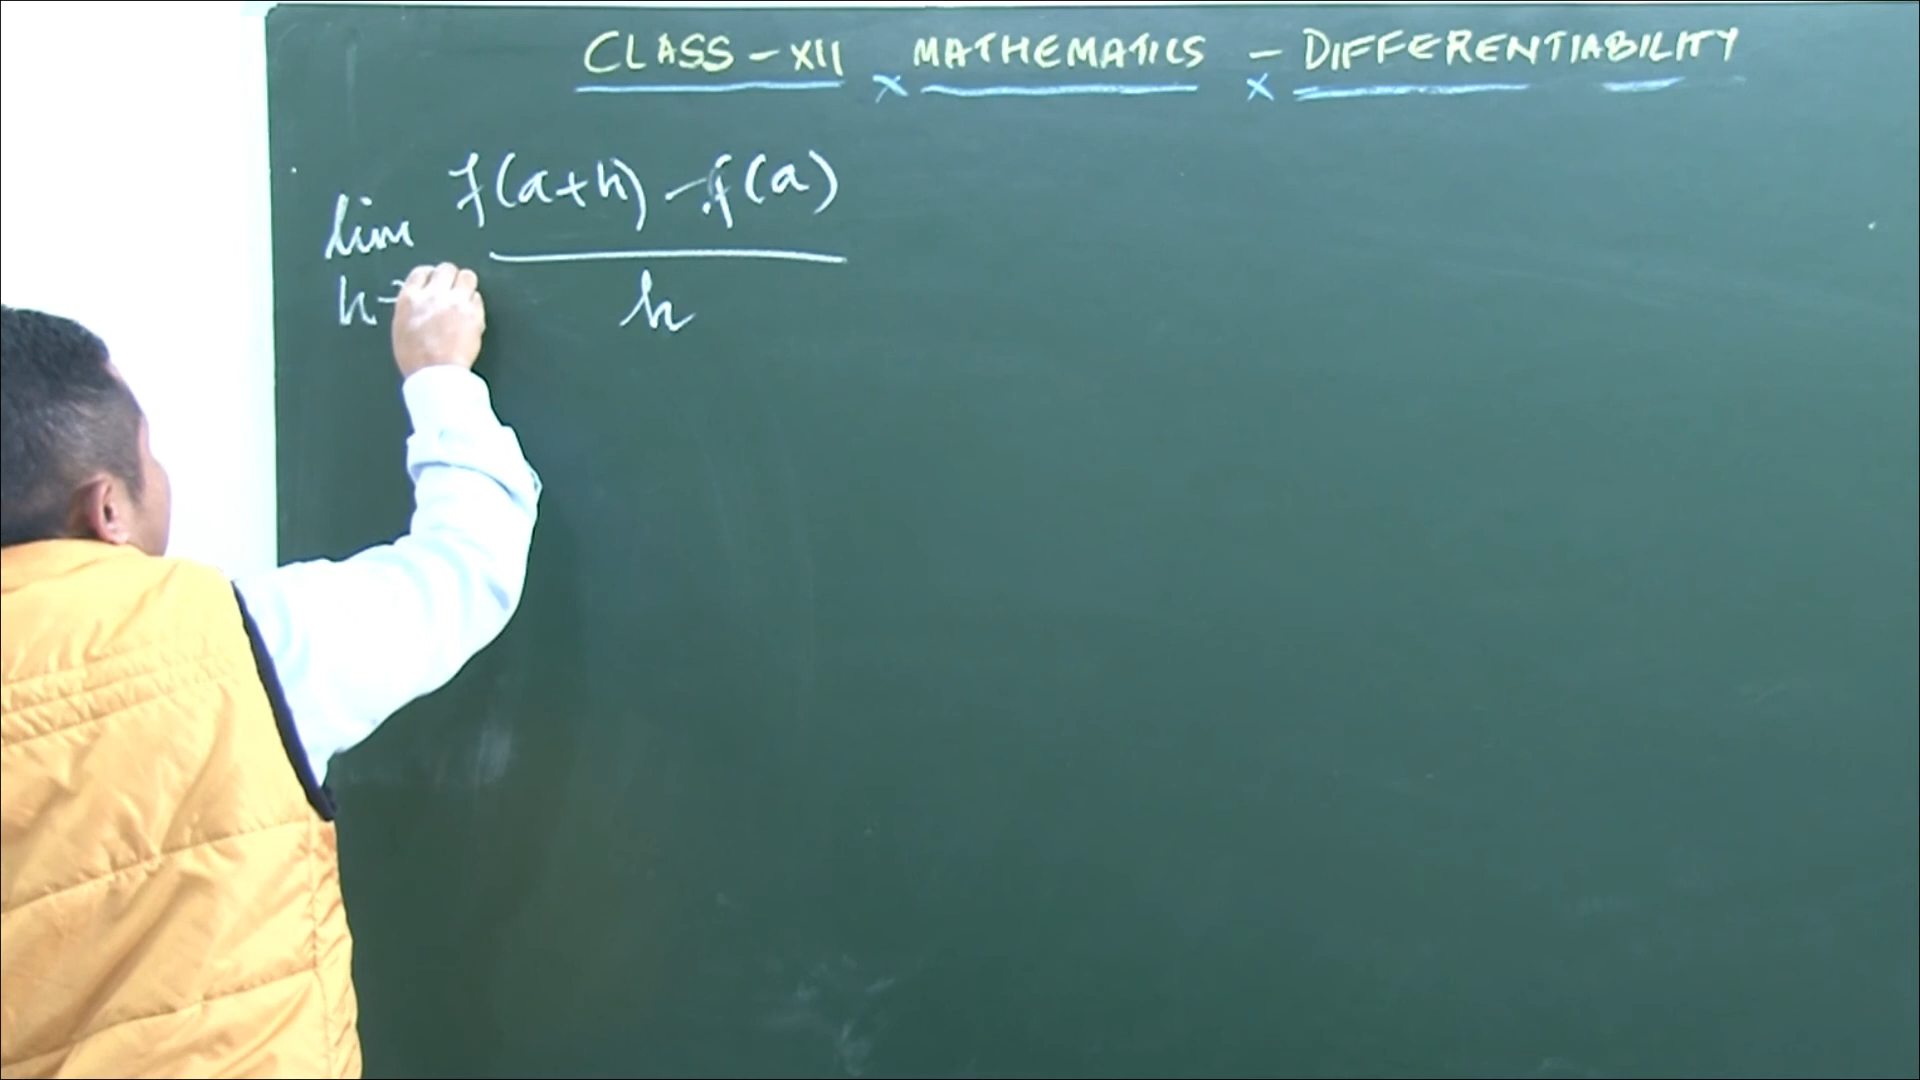 CLASS - XII MATHEMATICS - DIFFERENTIABILITY
f(a+h) - f(a)
lim
h→ h